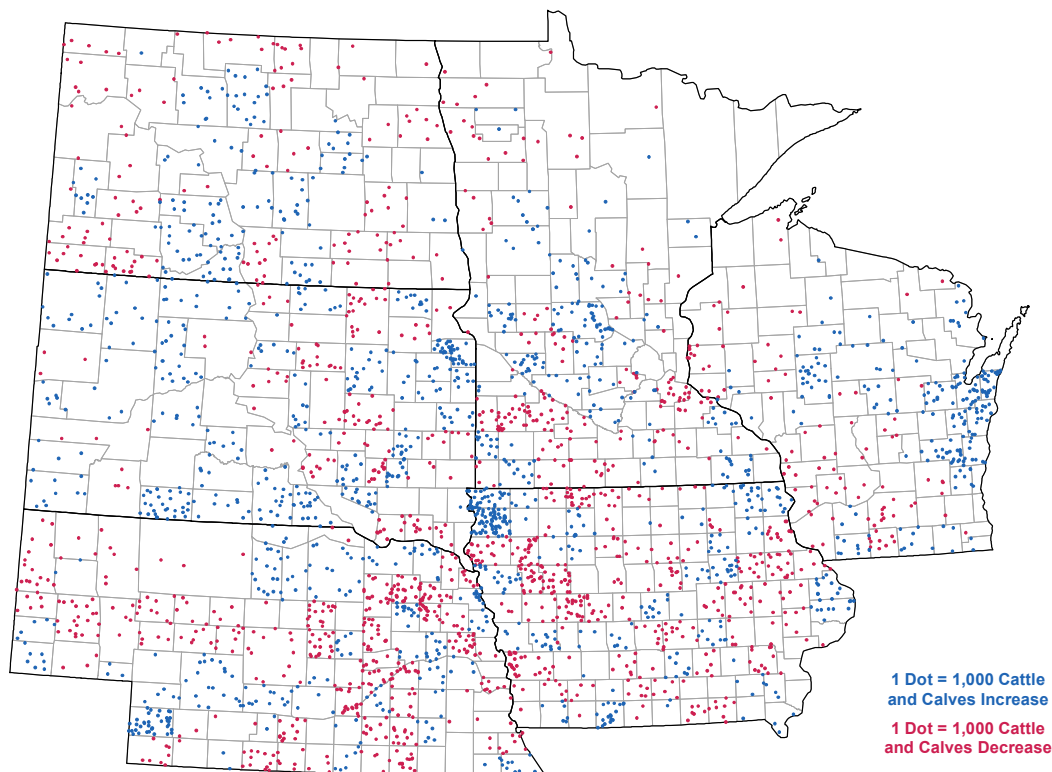 1 Dot = 1,000 Cattle
and Calves Increase
1 Dot = 1,000 Cattle
and Calves Decrease